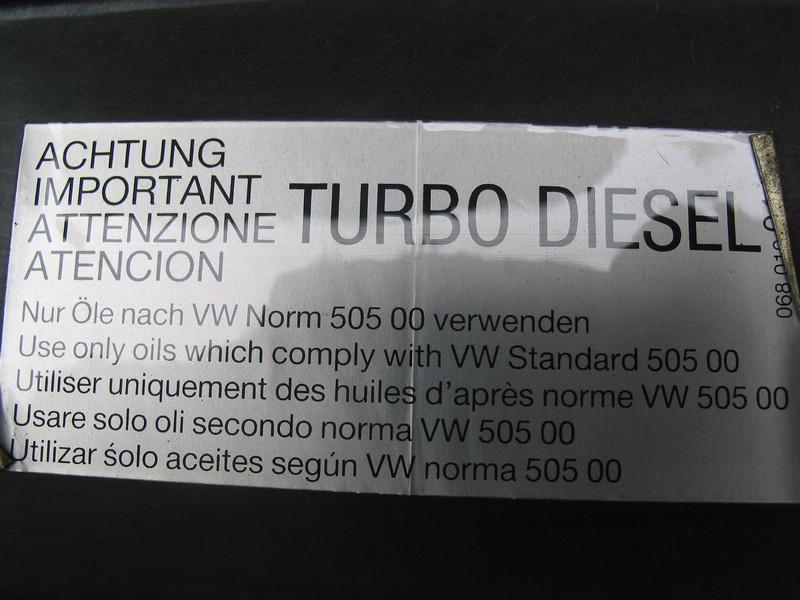 ACHTUNG
IMPORTANT
ATTENZIONE
ATENCION
TURBO DIESEL
Nur Öle nach VW Norm 505 00 verwenden
Use only oils which comply with VW Standard 505 00
Utiliser uniquement des huiles d'après norme VW 505 00
Usare solo oli secondo norma VW 505 00
Utilizar śolo aceites según VW norma 505 00
068 010